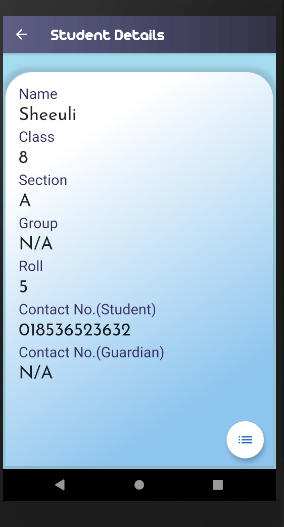 Student Details
Name
Sheeuli
Class
8
Section
A
Group
N/A
Roll
5
Contact No.(Student)
018536523632
Contact No.(Guardian)
N/A